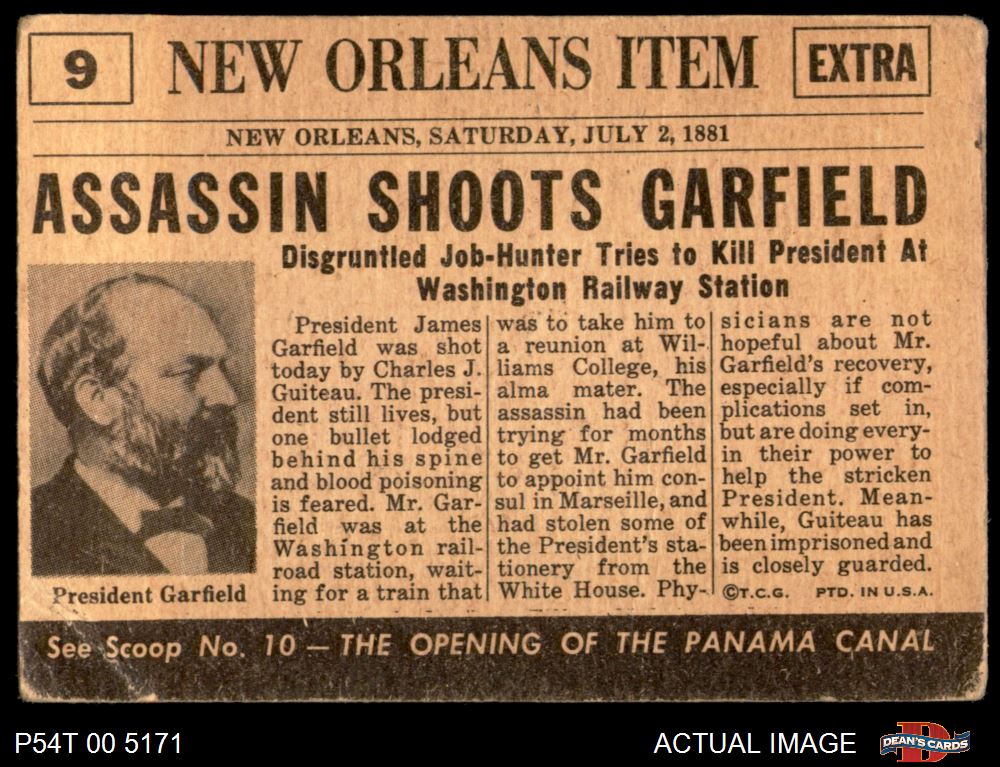 9
NEW ORLEANS ITEM
EXTRA
NEW ORLEANS, SATURDAY, JULY 2, 1881
ASSASSIN SHOOTS GARFIELD
Disgruntled Job-Hunter Tries to Kill President At
Washington Railway Station
President Garfield
President James
Garfield was shot
today by Charles J.
Guiteau. The presi-
dent still lives, but
one bullet lodged
behind his spine
and blood poisoning
is feared. Mr. Gar-
field was at the
Washington rail-
road station, wait-
ing for a train that
was to take him to
a reunion at Wil-
liams College, his
alma mater. The
assassin had been
trying for months
to get Mr. Garfield
to appoint him con-
sul in Marseille, and
had stolen some of
the President's sta-
tionery from the
White House. Phy-
sicians are not
hopeful about Mr.
Garfield's recovery,
especially if com-
plications set in,
but are doing every-
in their power to
help the stricken
President. Mean-
while, Guiteau has
been imprisoned and
is closely guarded.
©T.C.G. PTD. IN U.S.A.
See Scoop No. 10 — THE OPENING OF THE PANAMA CANAL
P54T 00 5171
ACTUAL IMAGE
D
DEAN'S CARDS